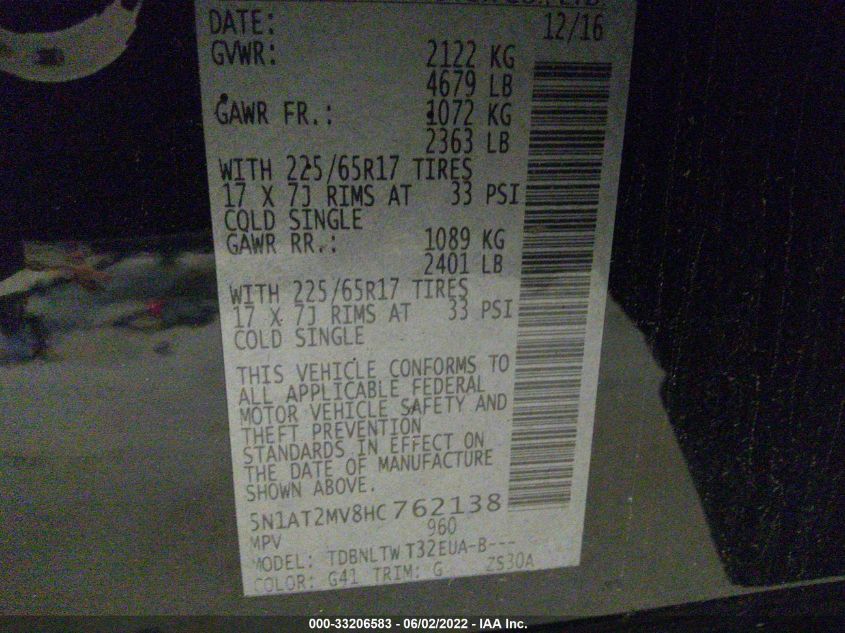 CO., LTD.
DATE: 12/16
GVWR: 2122 KG
4679 LB
GAWR FR.: 1072 KG
2363 LB
WITH 225/65R17 TIRES
17 X 7J RIMS AT 33 PSI
COLD SINGLE
GAWR RR.: 1089 KG
2401 LB
WITH 225/65R17 TIRES
17 X 7J RIMS AT 33 PSI
COLD SINGLE
THIS VEHICLE CONFORMS TO
ALL APPLICABLE FEDERAL
MOTOR VEHICLE SAFETY AND
THEFT PREVENTION
STANDARDS IN EFFECT ON
THE DATE OF MANUFACTURE
SHOWN ABOVE.
5N1AT2MV8HC762138
MPV 960
MODEL: TDBNLTWT32EUA-B---
COLOR: G41 TRIM: G ZS30A
000-33206583 - 06/02/2022 - IAA Inc.